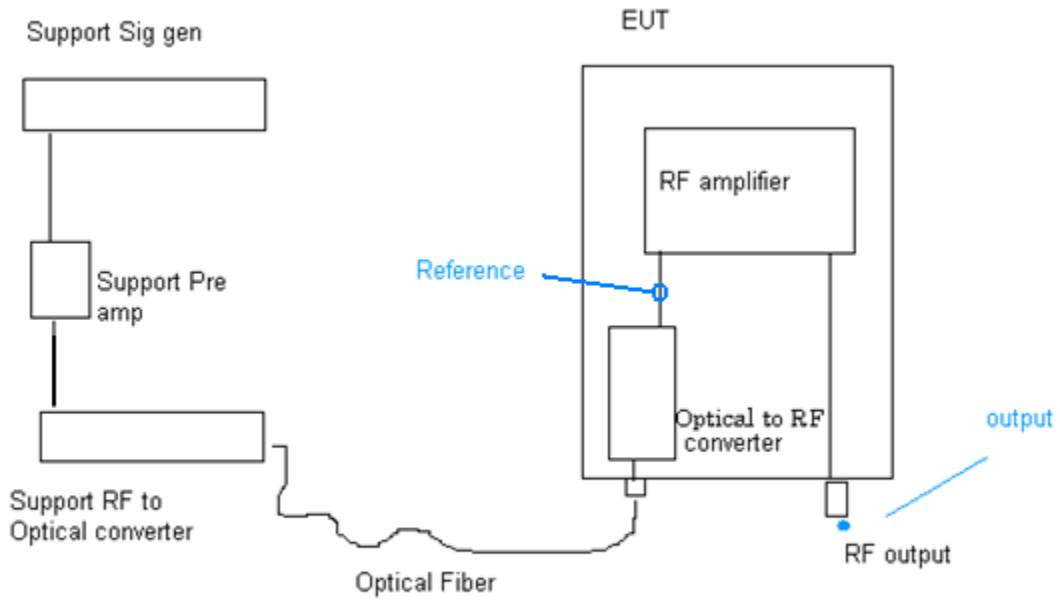 Support Sig gen
EUT
RF amplifier
Support Pre
amp
Reference
Optical to RF
converter
output
Support RF to
Optical converter
RF output
Optical Fiber